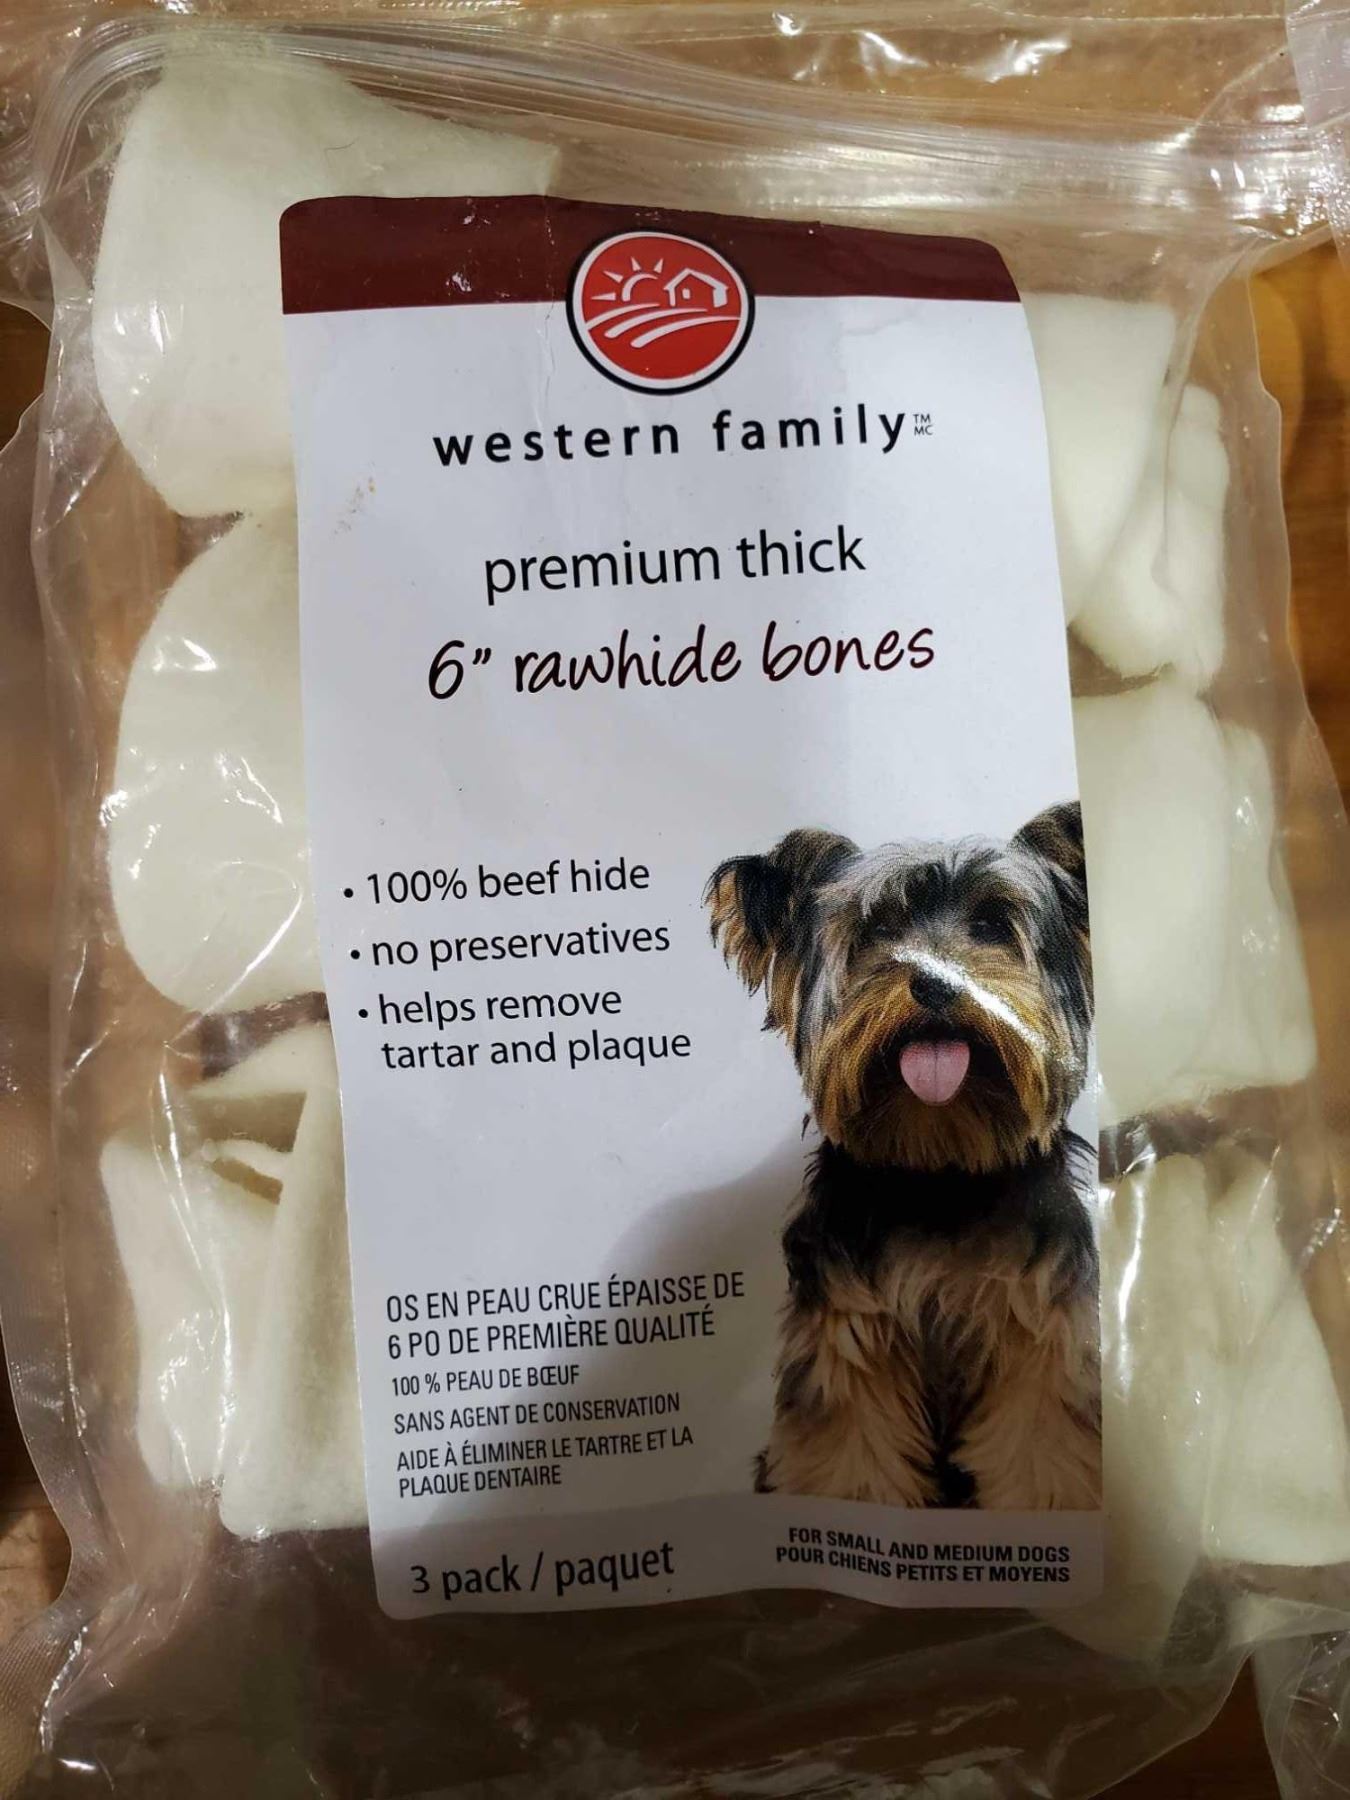 western family™ MC
premium thick
6” rawhide bones
• 100% beef hide
• no preservatives
• helps remove
tartar and plaque
OS EN PEAU CRUE ÉPAISSE DE
6 PO DE PREMIÈRE QUALITÉ
100 % PEAU DE BŒUF
SANS AGENT DE CONSERVATION
AIDE À ÉLIMINER LE TARTRE ET LA
PLAQUE DENTAIRE
3 pack / paquet
FOR SMALL AND MEDIUM DOGS
POUR CHIENS PETITS ET MOYENS